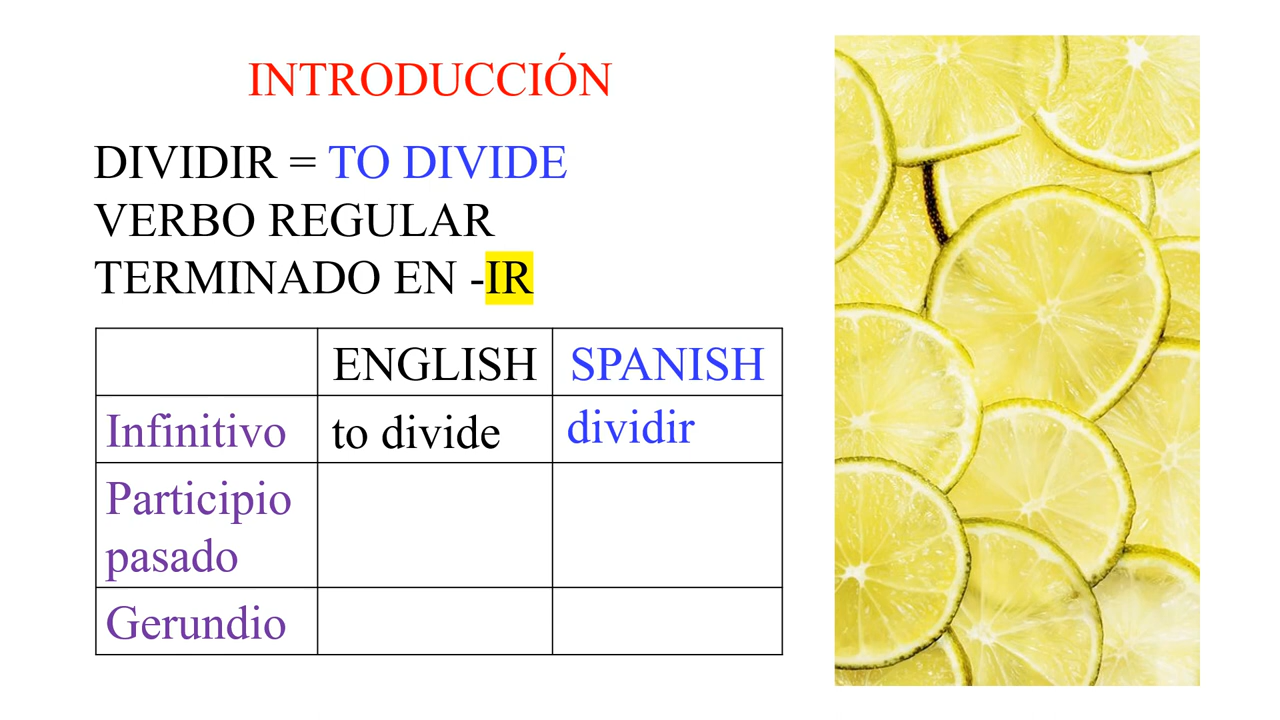 INTRODUCCIÓN
DIVIDIR = TO DIVIDE
VERBO REGULAR
TERMINADO EN -IR
ENGLISH SPANISH
Infinitivo to divide dividir
Participio
pasado
Gerundio